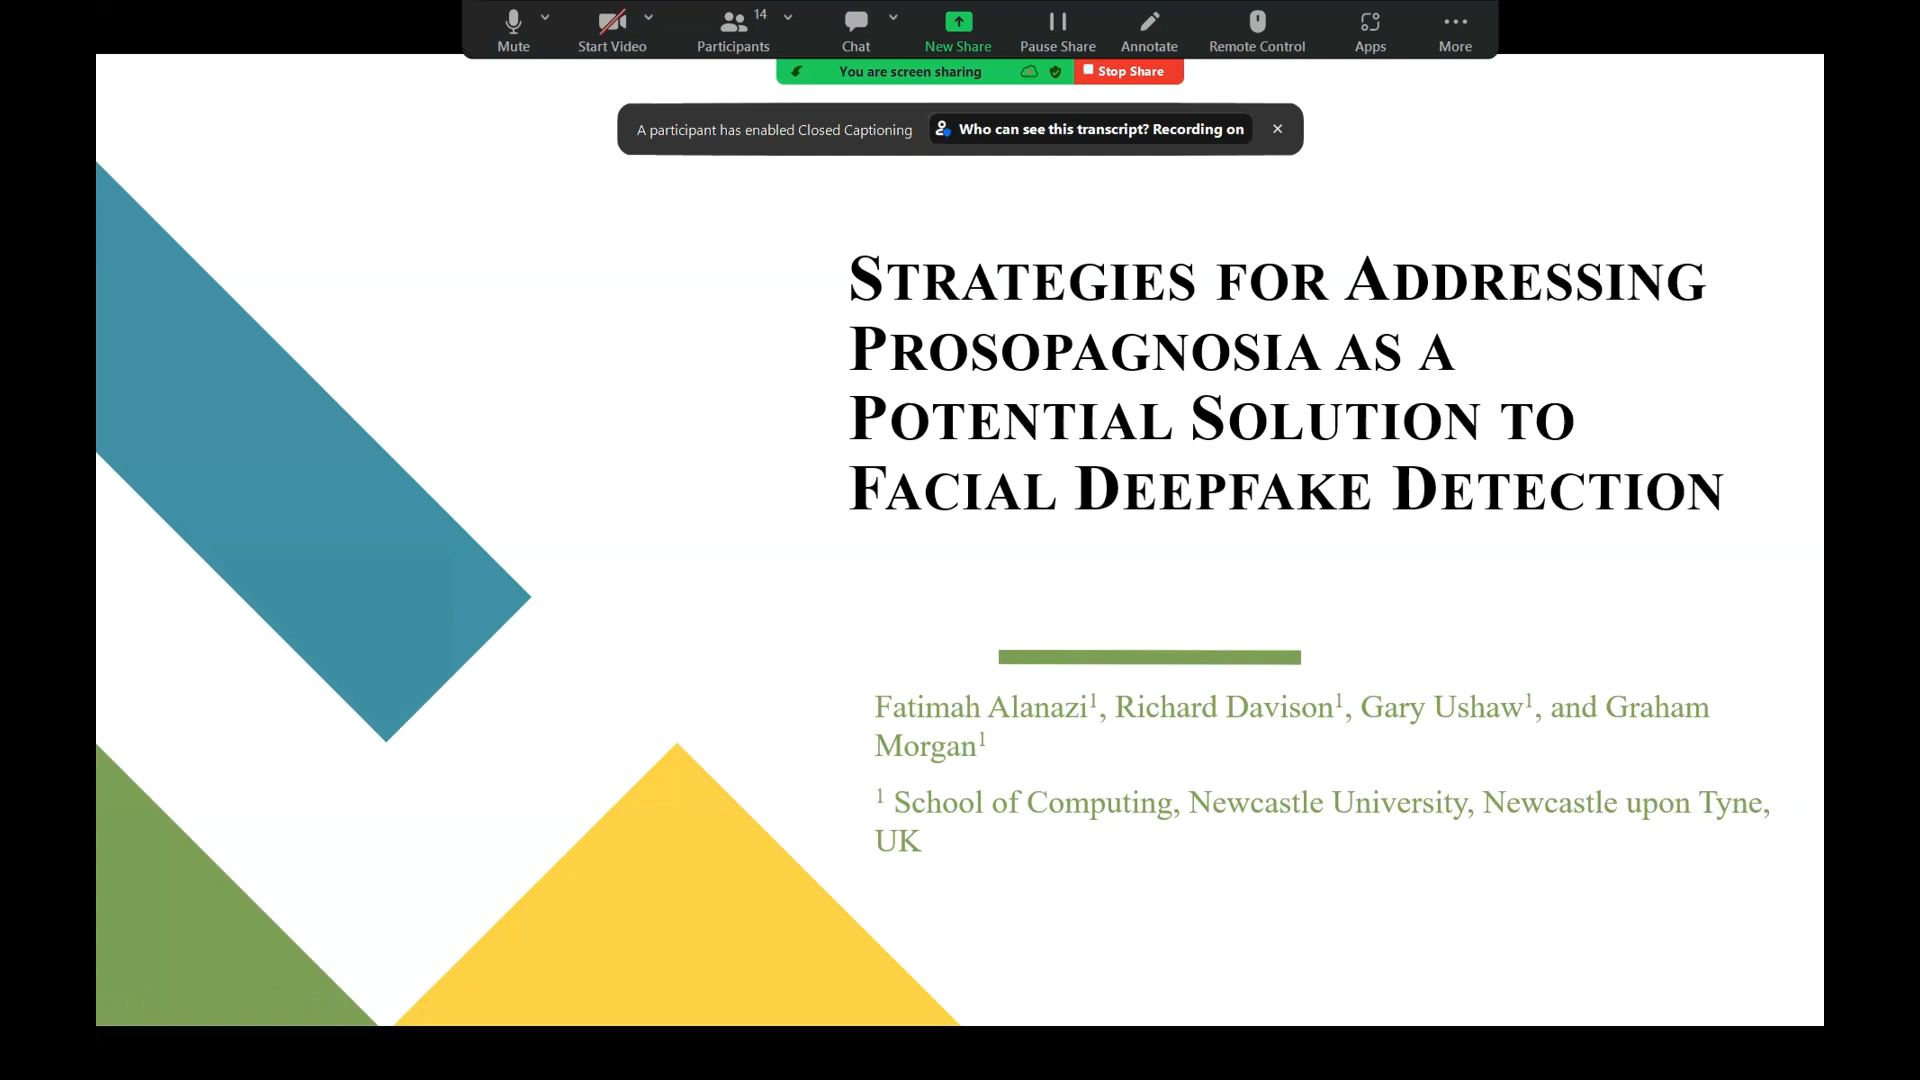 14
Mute Start Video Participants Chat New Share Pause Share Annotate Remote Control Apps More
You are screen sharing Stop Share
A participant has enabled Closed Captioning Who can see this transcript? Recording on
STRATEGIES FOR ADDRESSING
PROSOPAGNOSIA AS A
POTENTIAL SOLUTION TO
FACIAL DEEPFAKE DETECTION
Fatimah Alanazi¹, Richard Davison¹, Gary Ushaw¹, and Graham
Morgan¹
¹ School of Computing, Newcastle University, Newcastle upon Tyne,
UK